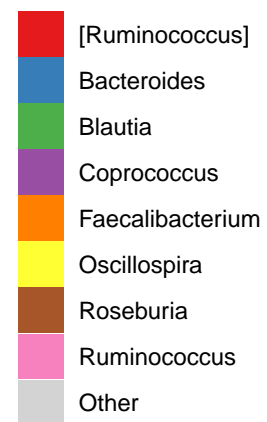 [Ruminococcus]
Bacteroides
Blautia
Coprococcus
Faecalibacterium
Oscillospira
Roseburia
Ruminococcus
Other